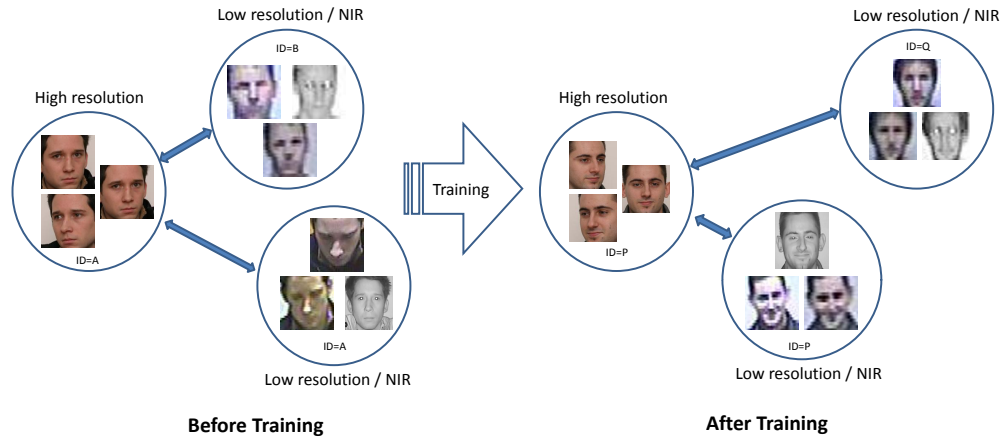 Low resolution / NIR
ID=B
High resolution
ID=A
ID=A
Low resolution / NIR
Before Training
Training
Low resolution / NIR
ID=Q
High resolution
ID=P
ID=P
Low resolution / NIR
After Training